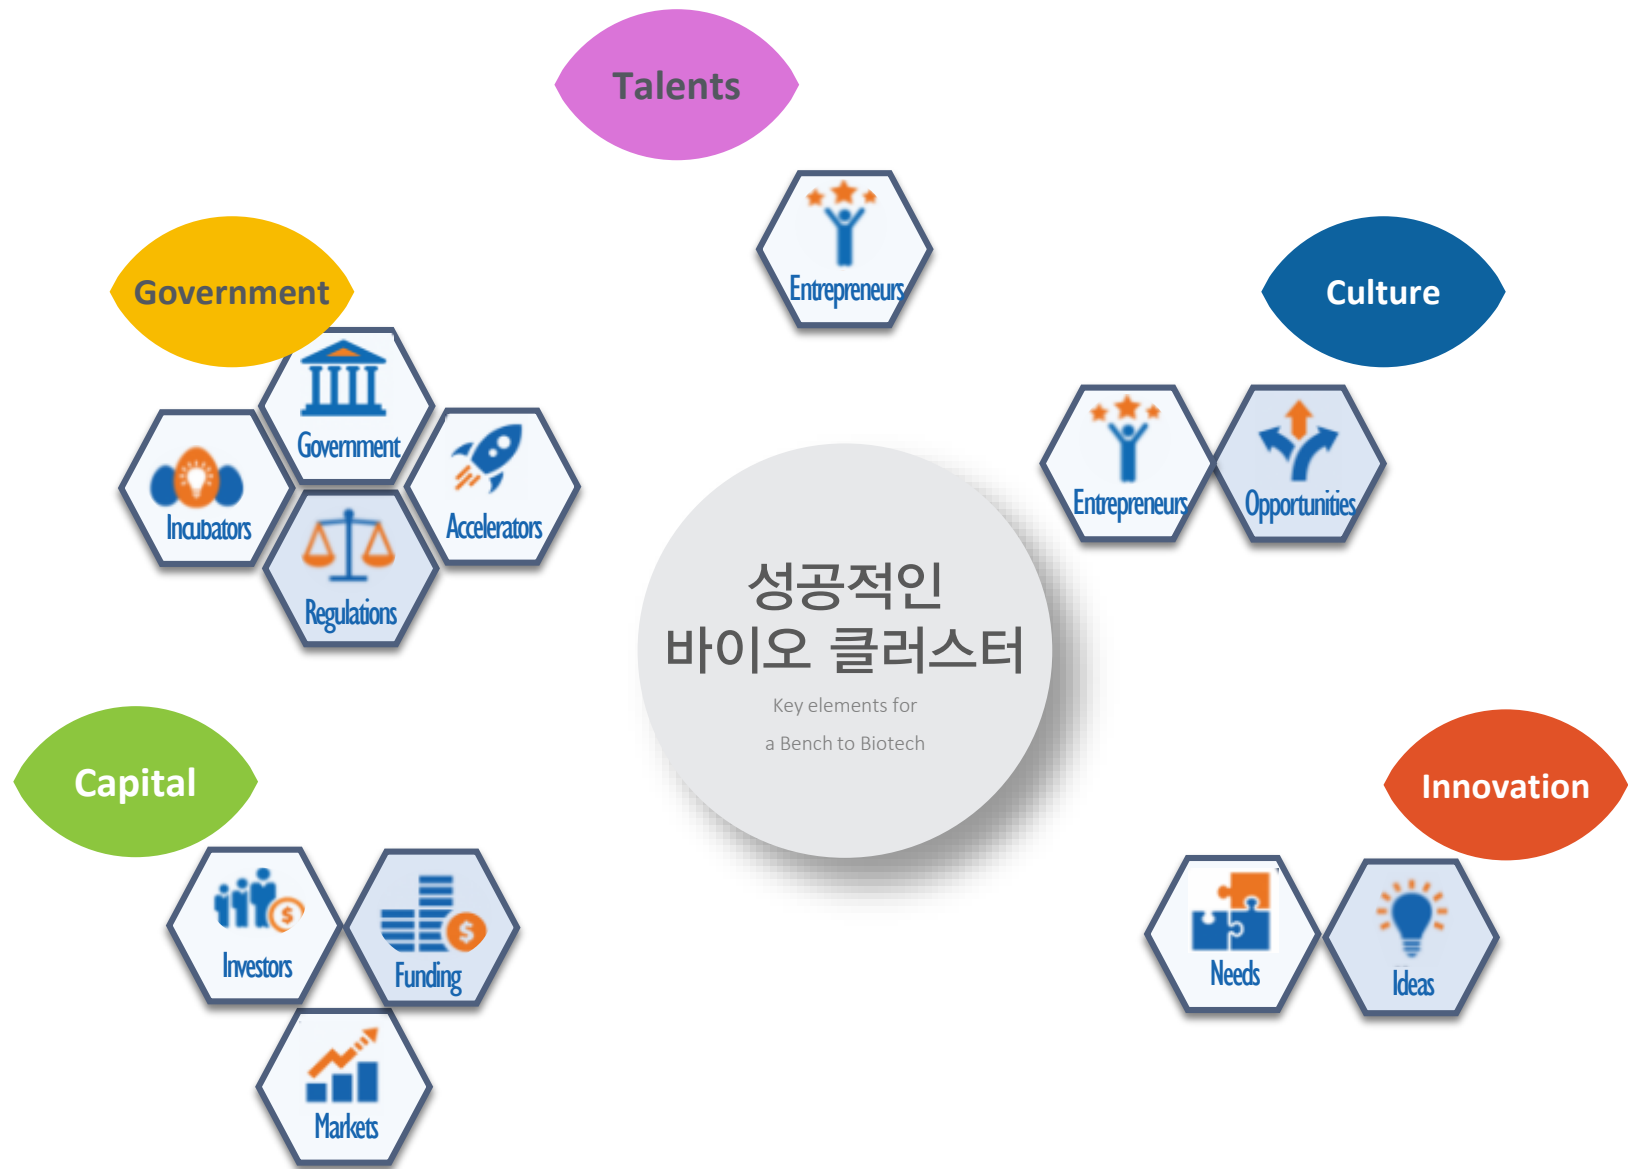 Talents
Entrepreneurs
Government
Government
Incubators
Accelerators
Regulations
Culture
Entrepreneurs
Opportunities
성공적인
바이오 클러스터
Key elements for
a Bench to Biotech
Capital
Investors
Funding
Markets
Innovation
Needs
Ideas